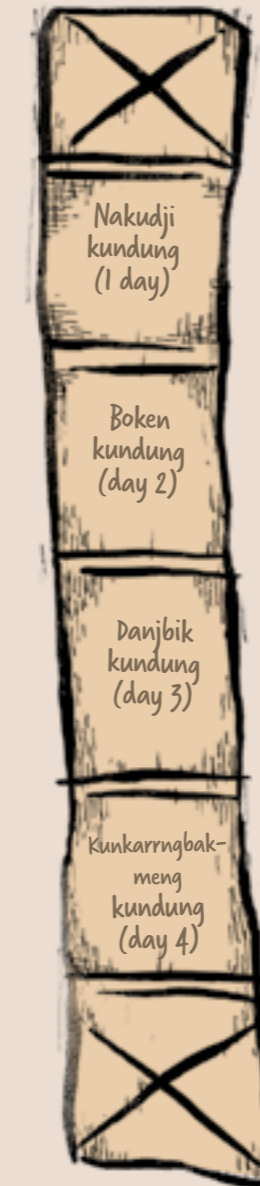 Nakudji
kundung
(1 day)
Boken
kundung
(day 2)
Danjbik
kundung
(day 3)
Kunkarrngbak-
meng
kundung
(day 4)